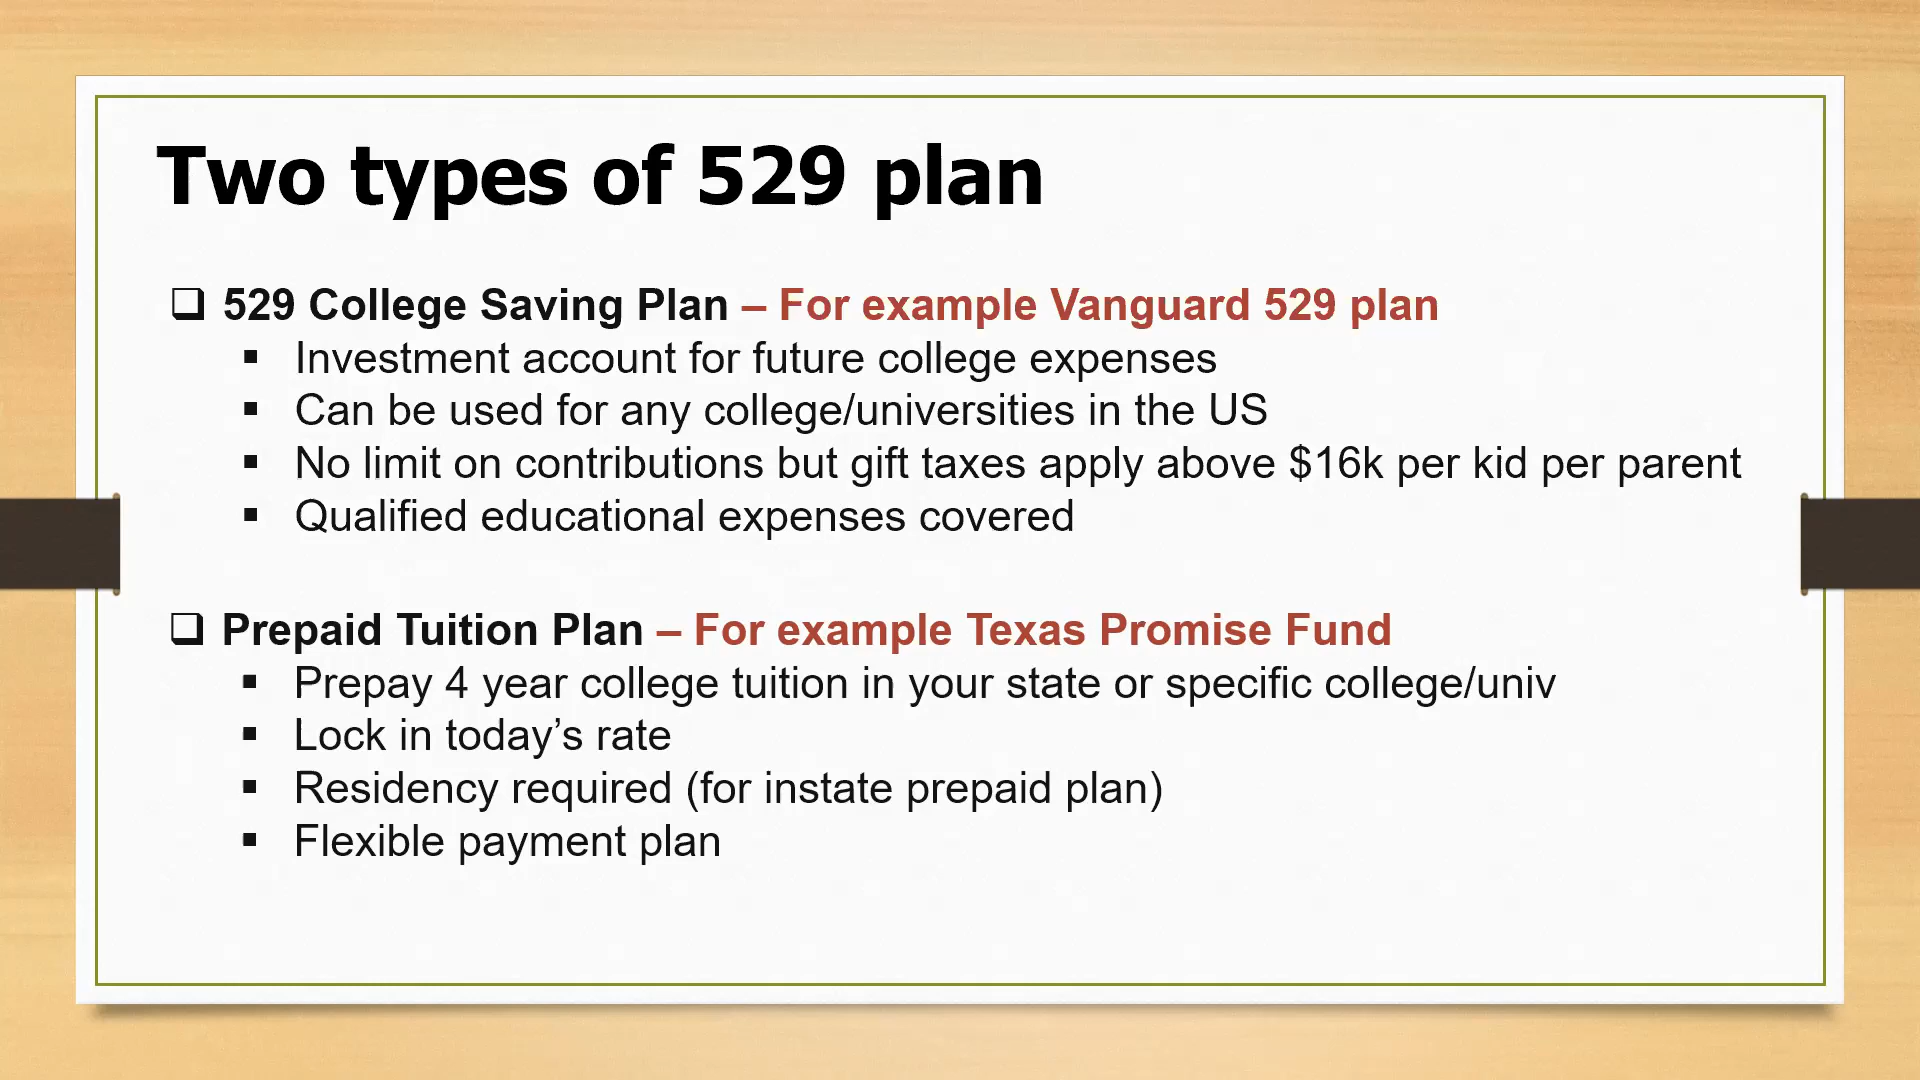 Two types of 529 plan
❑ 529 College Saving Plan – For example Vanguard 529 plan
▪ Investment account for future college expenses
▪ Can be used for any college/universities in the US
▪ No limit on contributions but gift taxes apply above $16k per kid per parent
▪ Qualified educational expenses covered
❑ Prepaid Tuition Plan – For example Texas Promise Fund
▪ Prepay 4 year college tuition in your state or specific college/univ
▪ Lock in today’s rate
▪ Residency required (for instate prepaid plan)
▪ Flexible payment plan